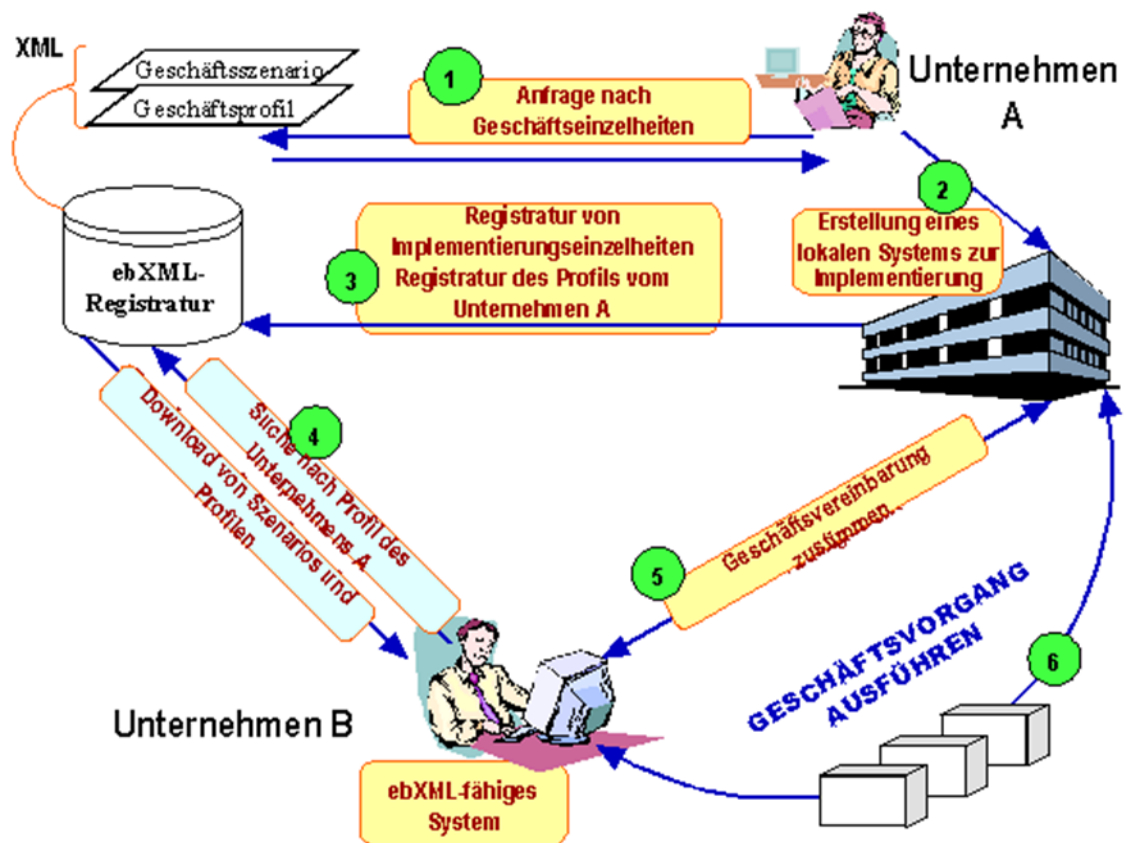 XML
Geschäftsszenario
Geschäftsprofil
1
Anfrage nach
Geschäftseinzelheiten
Unternehmen
A
2
Erstellung eines
lokalen Systems zur
Implementierung
ebXML-
Registratur
3
Registratur von
Implementierungseinzelheiten
Registratur des Profils vom
Unternehmen A
4
Suche nach Profil des
Unternehmens A
Download von Szenarios und
Profilen
5
Geschäftsvereinbarung
zustimmen
6
GESCHÄFTSVORGANG
AUSFÜHREN
Unternehmen B
ebXML-fähiges
System